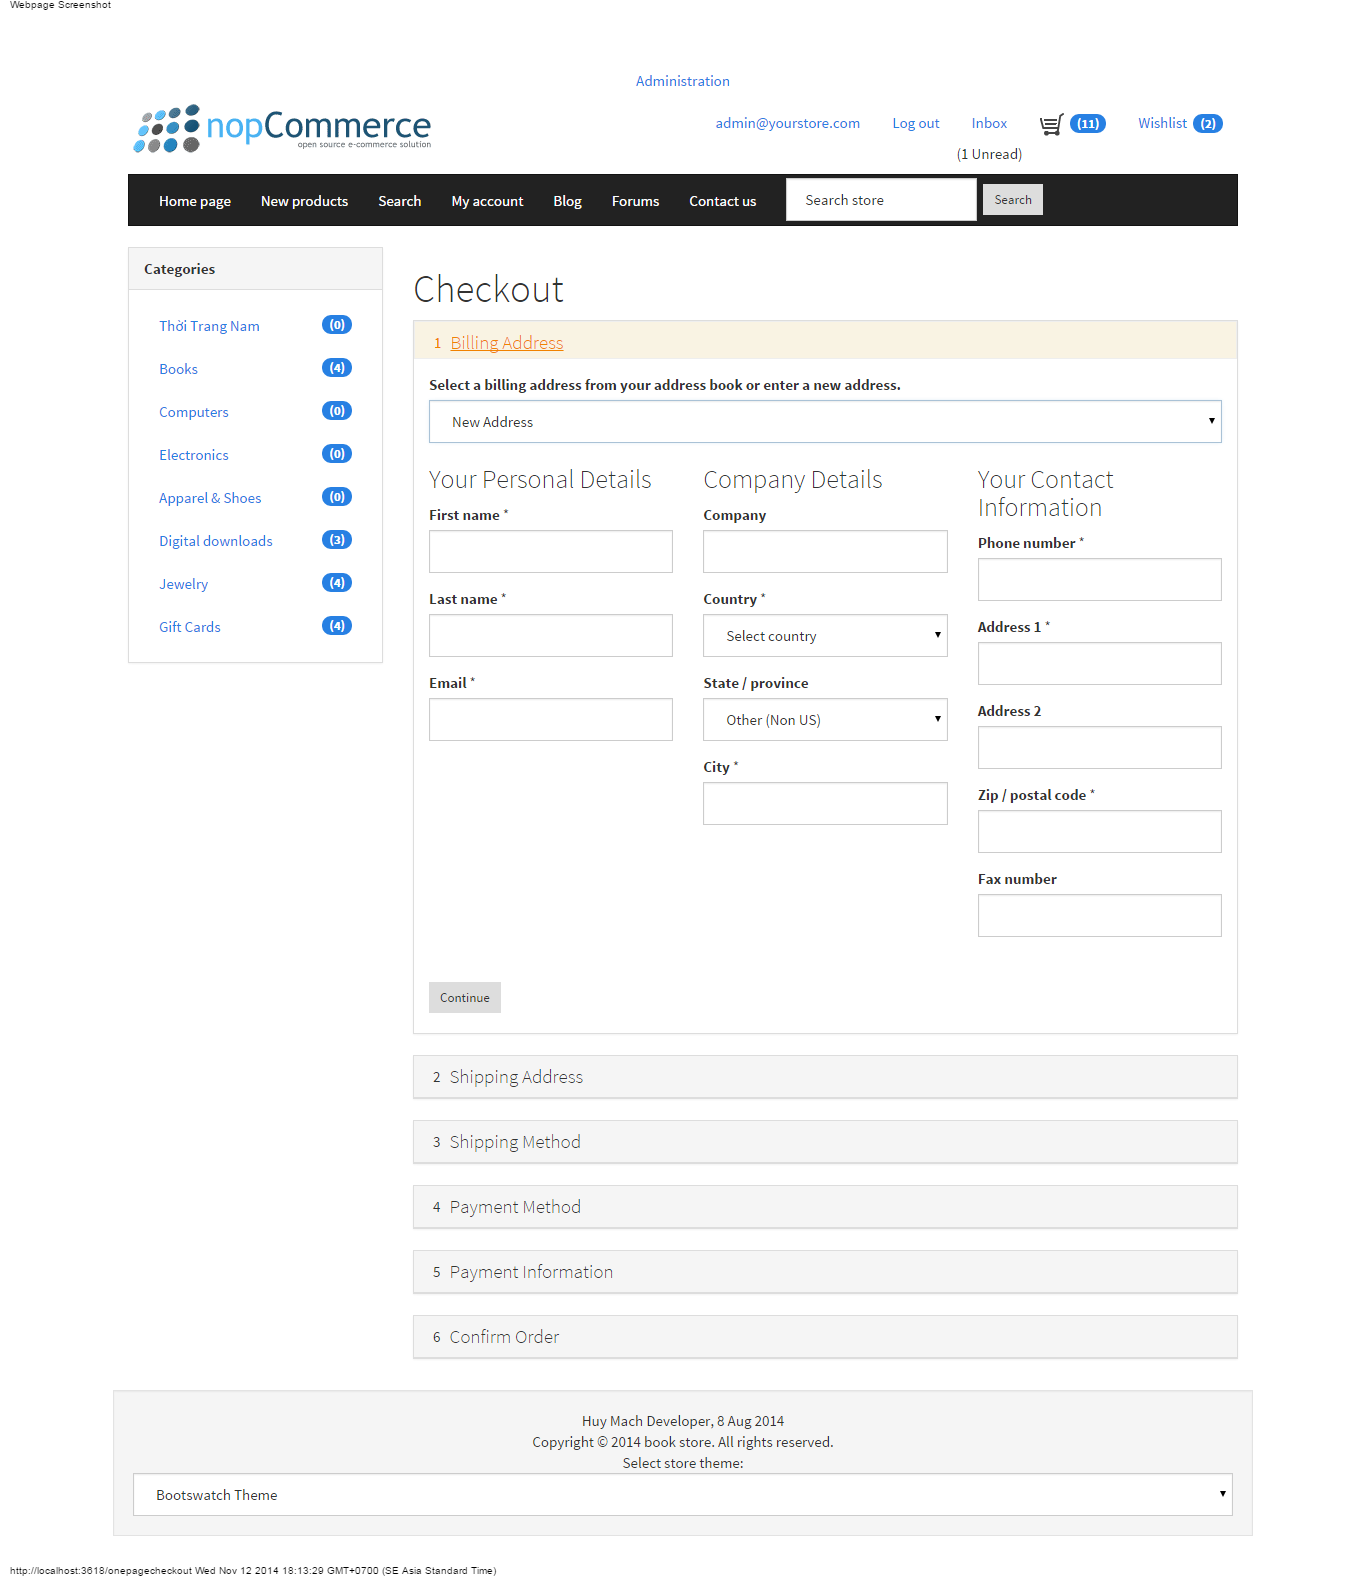 Webpage Screenshot
Administration
nopCommerce
open source e-commerce solution
admin@yourstore.com Log out Inbox (11) Wishlist (2)
(1 Unread)
Home page New products Search My account Blog Forums Contact us Search store Search
Categories
Thời Trang Nam (0)
Books (4)
Computers (0)
Electronics (0)
Apparel & Shoes (0)
Digital downloads (3)
Jewelry (4)
Gift Cards (4)
Checkout
1 Billing Address
Select a billing address from your address book or enter a new address.
New Address
Your Personal Details
First name *
Last name *
Email *
Company Details
Company
Country *
Select country
State / province
Other (Non US)
City *
Your Contact
Information
Phone number *
Address 1 *
Address 2
Zip / postal code *
Fax number
Continue
2 Shipping Address
3 Shipping Method
4 Payment Method
5 Payment Information
6 Confirm Order
Huy Mach Developer, 8 Aug 2014
Copyright © 2014 book store. All rights reserved.
Select store theme:
Bootswatch Theme
http://localhost:3618/onepagecheckout Wed Nov 12 2014 18:13:29 GMT+0700 (SE Asia Standard Time)